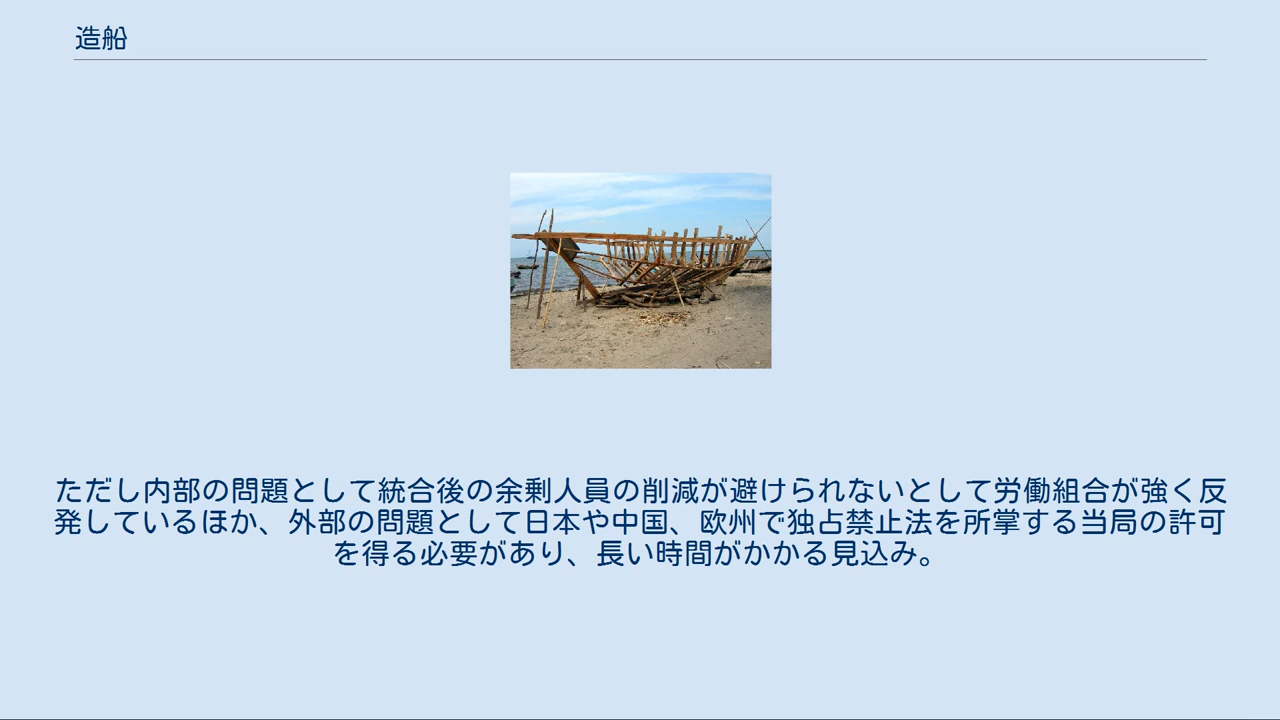 造船
ただし内部の問題として統合後の余剰人員の削減が避けられないとして労働組合が強く反
発しているほか、外部の問題として日本や中国、欧州で独占禁止法を所掌する当局の許可
を得る必要があり、長い時間がかかる見込み。